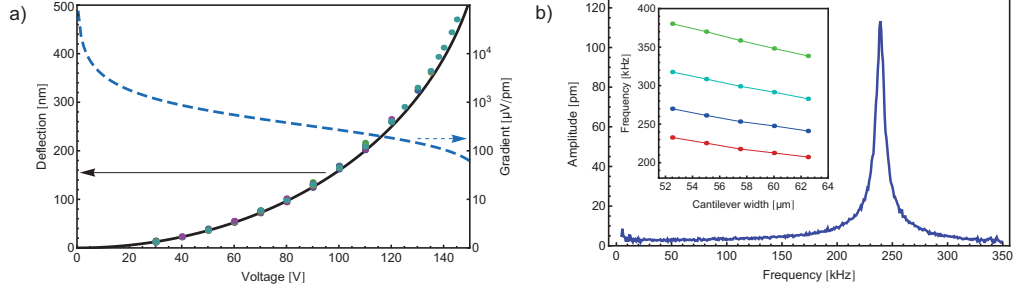 a)
500
400
300
200
100
0
Deflection [nm]
0 20 40 60 80 100 120 140
Voltage [V]
10⁴
10³
100
10
0
Gradient [µV/pm]
b)
120
100
80
60
40
20
0
Amplitude [pm]
0 50 100 150 200 250 300 350
Frequency [kHz]
400
350
300
250
200
Frequency [kHz]
52 54 56 58 60 62 64
Cantilever width [µm]